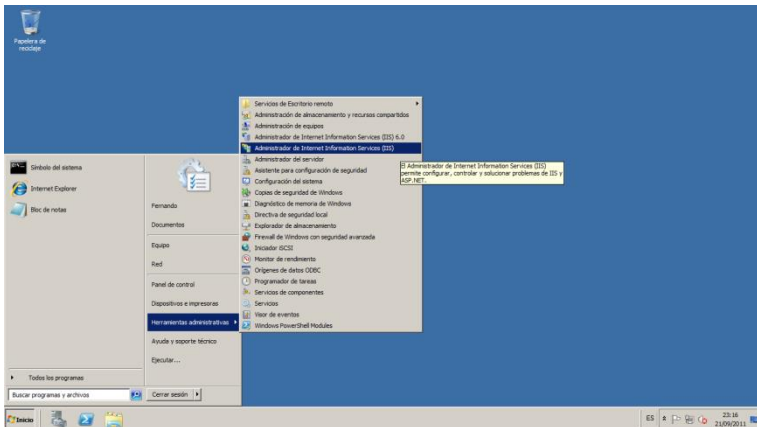 Papelera de
reciclaje
Servicios de Escritorio remoto
Administración de almacenamiento y recursos compartidos
Administración de equipos
Administrador de Internet Information Services (IIS) 6.0
Administrador de Internet Information Services (IIS)
Administrador del servidor
Asistente para configuración de seguridad
Configuración del sistema
Copias de seguridad de Windows
Diagnóstico de memoria de Windows
Directiva de seguridad local
Explorador de almacenamiento
Firewall de Windows con seguridad avanzada
Iniciador iSCSI
Monitor de rendimiento
Orígenes de datos ODBC
Programador de tareas
Servicios de componentes
Servicios
Visor de eventos
Windows PowerShell Modules
El Administrador de Internet Information Services (IIS)
permite configurar, controlar y solucionar problemas de IIS y
ASP.NET.
Símbolo del sistema
Internet Explorer
Bloc de notas
Fernando
Documentos
Equipo
Red
Panel de control
Dispositivos e impresoras
Herramientas administrativas
Ayuda y soporte técnico
Ejecutar...
Todos los programas
Buscar programas y archivos
Cerrar sesión
Inicio
ES
23:16
21/09/2011